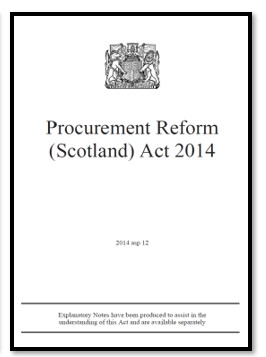 Procurement Reform
(Scotland) Act 2014
2014 asp 12
Explanatory Notes have been produced to assist in the
understanding of this Act and are available separately